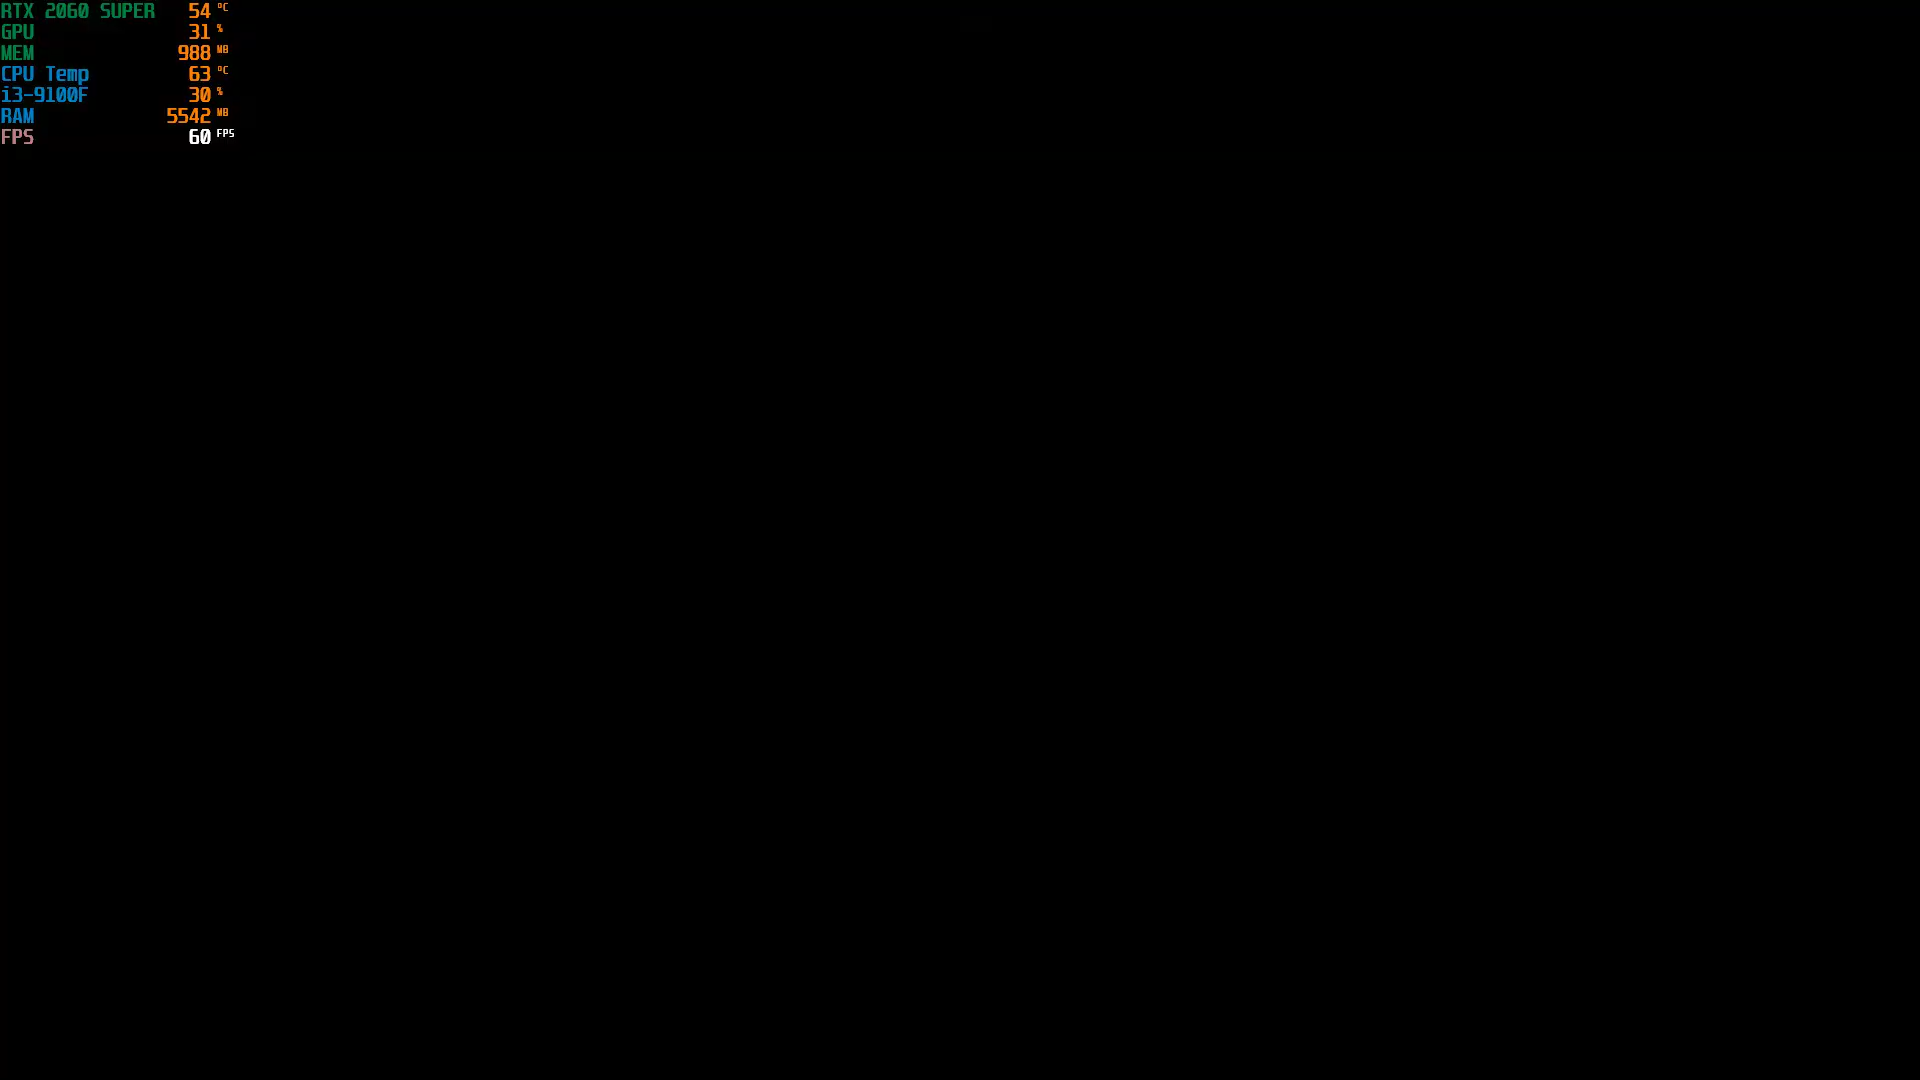 RTX 2060 SUPER 54 °C
GPU 31 %
MEM 988 MB
CPU Temp 63 °C
i3-9100F 30 %
RAM 5542 MB
FPS 60 FPS